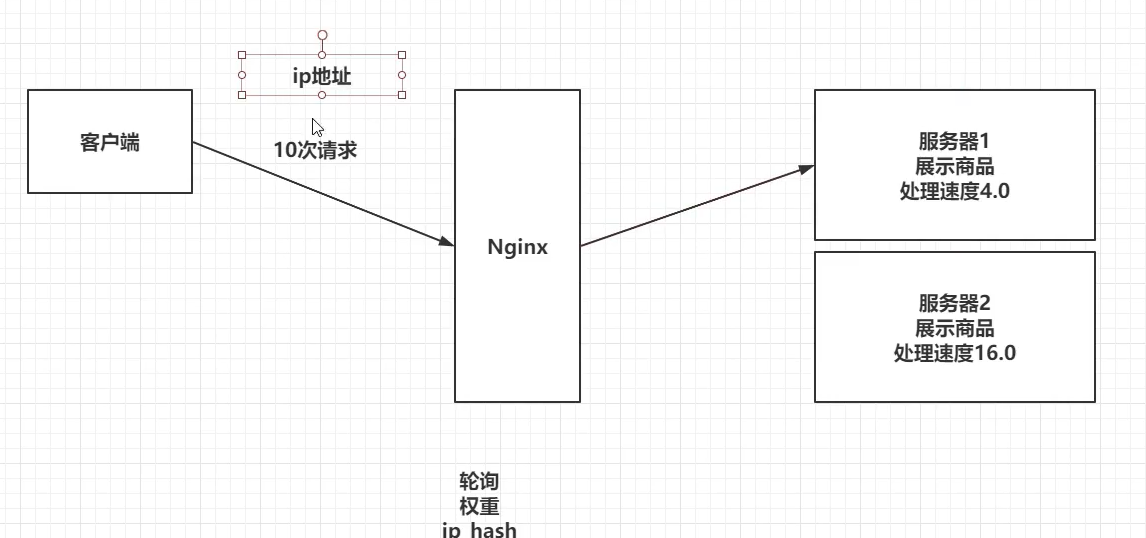 ip地址
客户端
10次请求
Nginx
服务器1
展示商品
处理速度4.0
服务器2
展示商品
处理速度16.0
轮询
权重
ip_hash